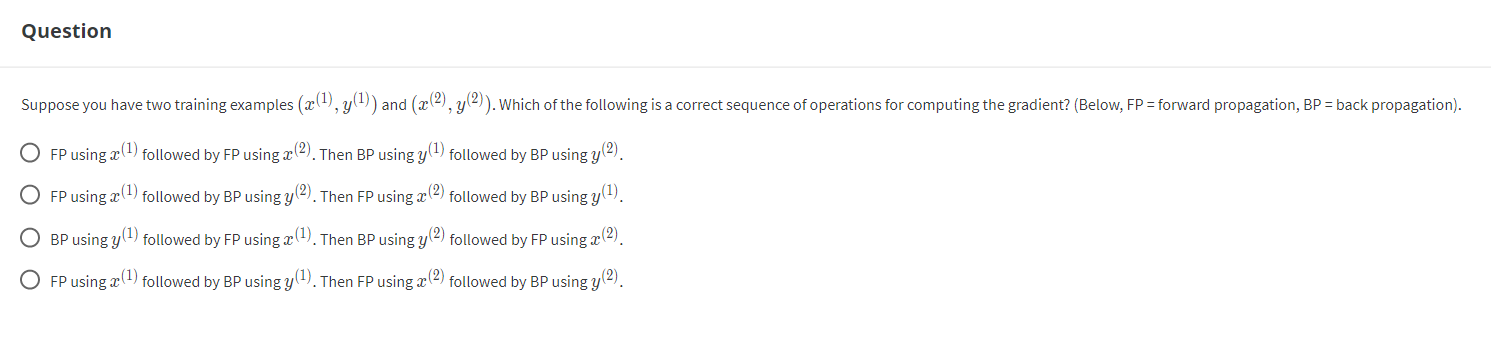 Question
Suppose you have two training examples (x^(1), y^(1)) and (x^(2), y^(2)). Which of the following is a correct sequence of operations for computing the gradient? (Below, FP = forward propagation, BP = back propagation).
FP using x^(1) followed by FP using x^(2). Then BP using y^(1) followed by BP using y^(2).
FP using x^(1) followed by BP using y^(2). Then FP using x^(2) followed by BP using y^(1).
BP using y^(1) followed by FP using x^(1). Then BP using y^(2) followed by FP using x^(2).
FP using x^(1) followed by BP using y^(1). Then FP using x^(2) followed by BP using y^(2).